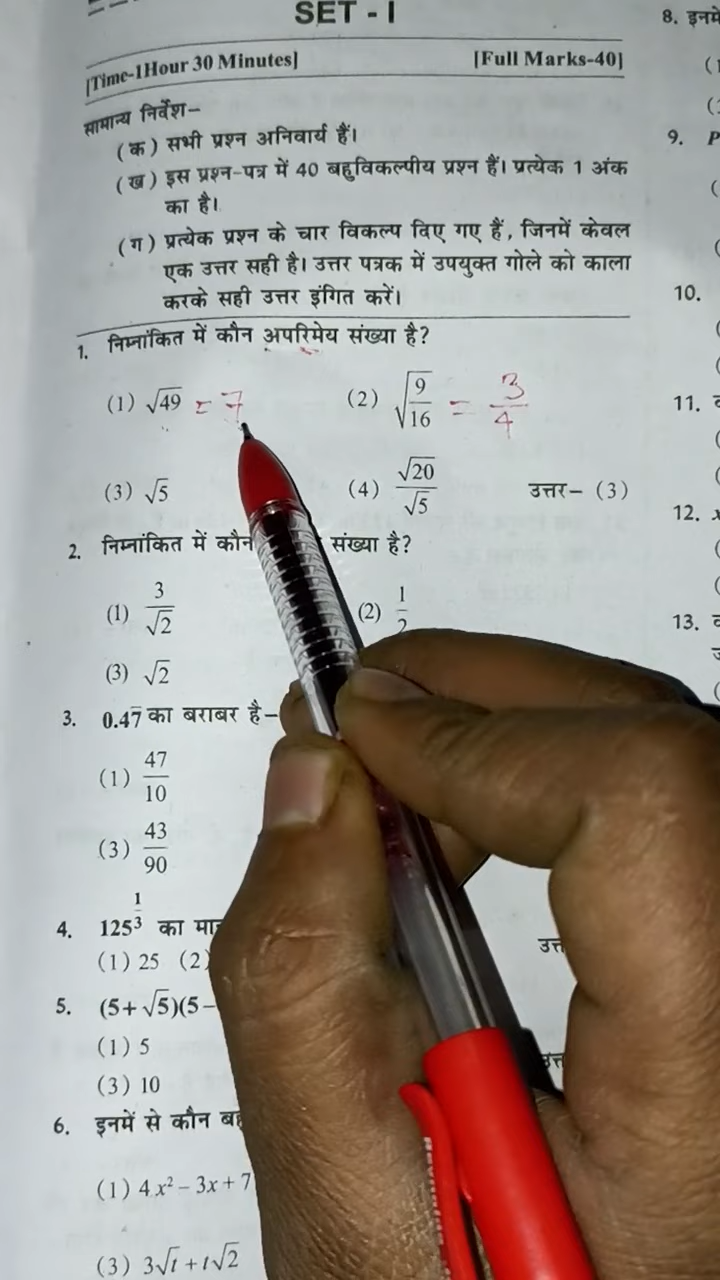 SET - I
[Time-1Hour 30 Minutes] [Full Marks-40]
सामान्य निर्देश-
(क) सभी प्रश्न अनिवार्य हैं।
(ख) इस प्रश्न-पत्र में 40 बहुविकल्पीय प्रश्न हैं। प्रत्येक 1 अंक
का है।
(ग) प्रत्येक प्रश्न के चार विकल्प दिए गए हैं, जिनमें केवल
एक उत्तर सही है। उत्तर पत्रक में उपयुक्त गोले को काला
करके सही उत्तर इंगित करें।
1. निम्नांकित में कौन अपरिमेय संख्या है?
(1) √49 = 7 (2) √(9/16) = 3/4
(3) √5 (4) √20/√5 उत्तर- (3)
2. निम्नांकित में कौन संख्या है?
(1) 3/√2 (2) 1/2
(3) √2
3. 0.47̄ का बराबर है-
(1) 47/10
(3) 43/90
4. 125^(1/3) का
(1) 25 (2)
5. (5+√5)(5-
(1) 5
(3) 10
6. इनमें से कौन
(1) 4x² - 3x + 7
(3) 3√t + t√2
8. इनमें
9. P
10.
11.
12. x
13.